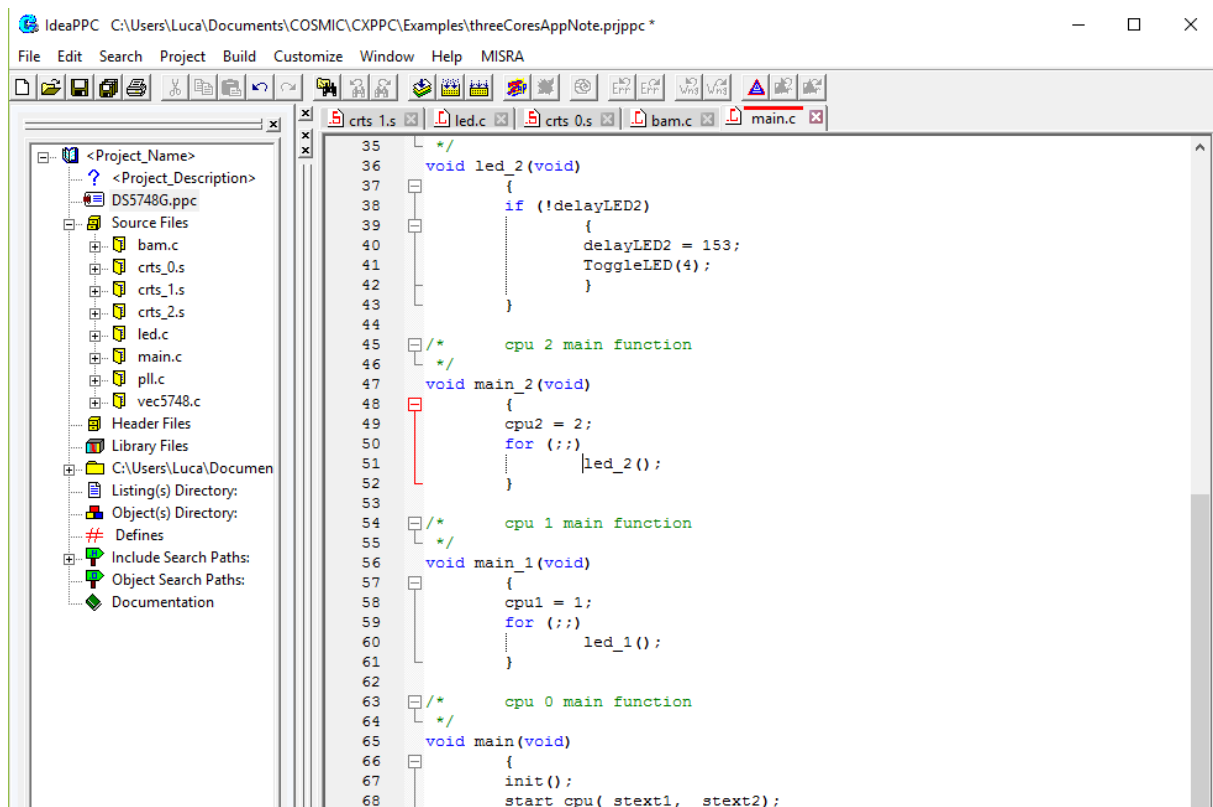 IdeaPPC C:\Users\Luca\Documents\COSMIC\CXPPC\Examples\threeCoresAppNote.prjppc *
File Edit Search Project Build Customize Window Help MISRA
crts_1.s led.c crts_0.s bam.c main.c
<Project_Name>
<Project_Description>
DS5748G.ppc
Source Files
bam.c
crts_0.s
crts_1.s
crts_2.s
led.c
main.c
pll.c
vec5748.c
Header Files
Library Files
C:\Users\Luca\Documen
Listing(s) Directory:
Object(s) Directory:
Defines
Include Search Paths:
Object Search Paths:
Documentation
35 */
36 void led_2(void)
37 {
38 if (!delayLED2)
39 {
40 delayLED2 = 153;
41 ToggleLED(4);
42 }
43 }
44
45 /* cpu 2 main function
46 */
47 void main_2(void)
48 {
49 cpu2 = 2;
50 for (;;)
51 led_2();
52 }
53
54 /* cpu 1 main function
55 */
56 void main_1(void)
57 {
58 cpu1 = 1;
59 for (;;)
60 led_1();
61 }
62
63 /* cpu 0 main function
64 */
65 void main(void)
66 {
67 init();
68 start_cpu(_stext1, _stext2);